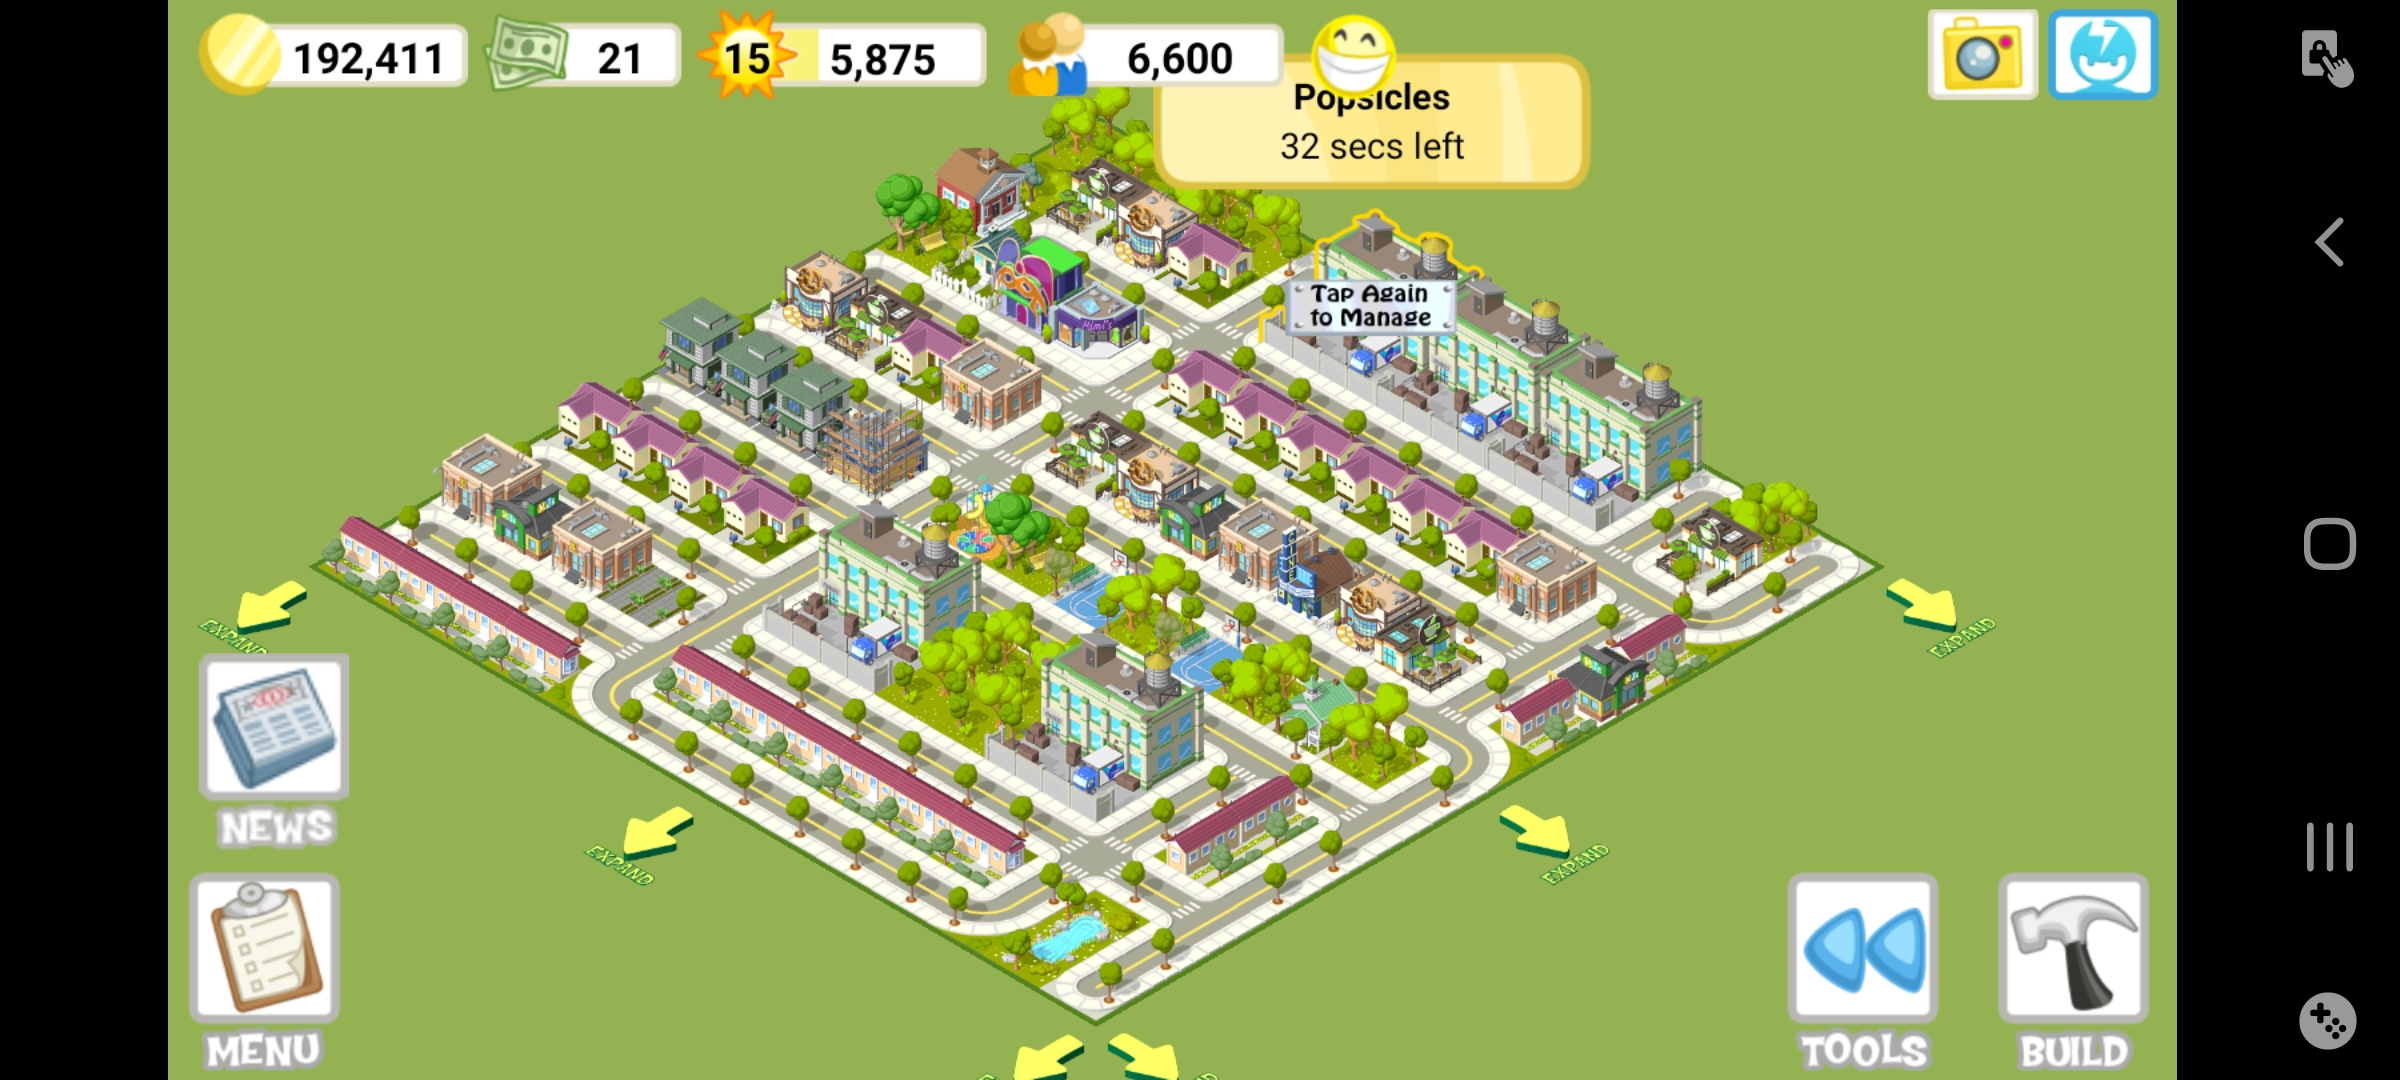 192,411
21
15
5,875
6,600
Popsicles
32 secs left
Tap Again
to Manage
Mimi's
EXPAND
EXPAND
EXPAND
EXPAND
NEWS
MENU
TOOLS
BUILD